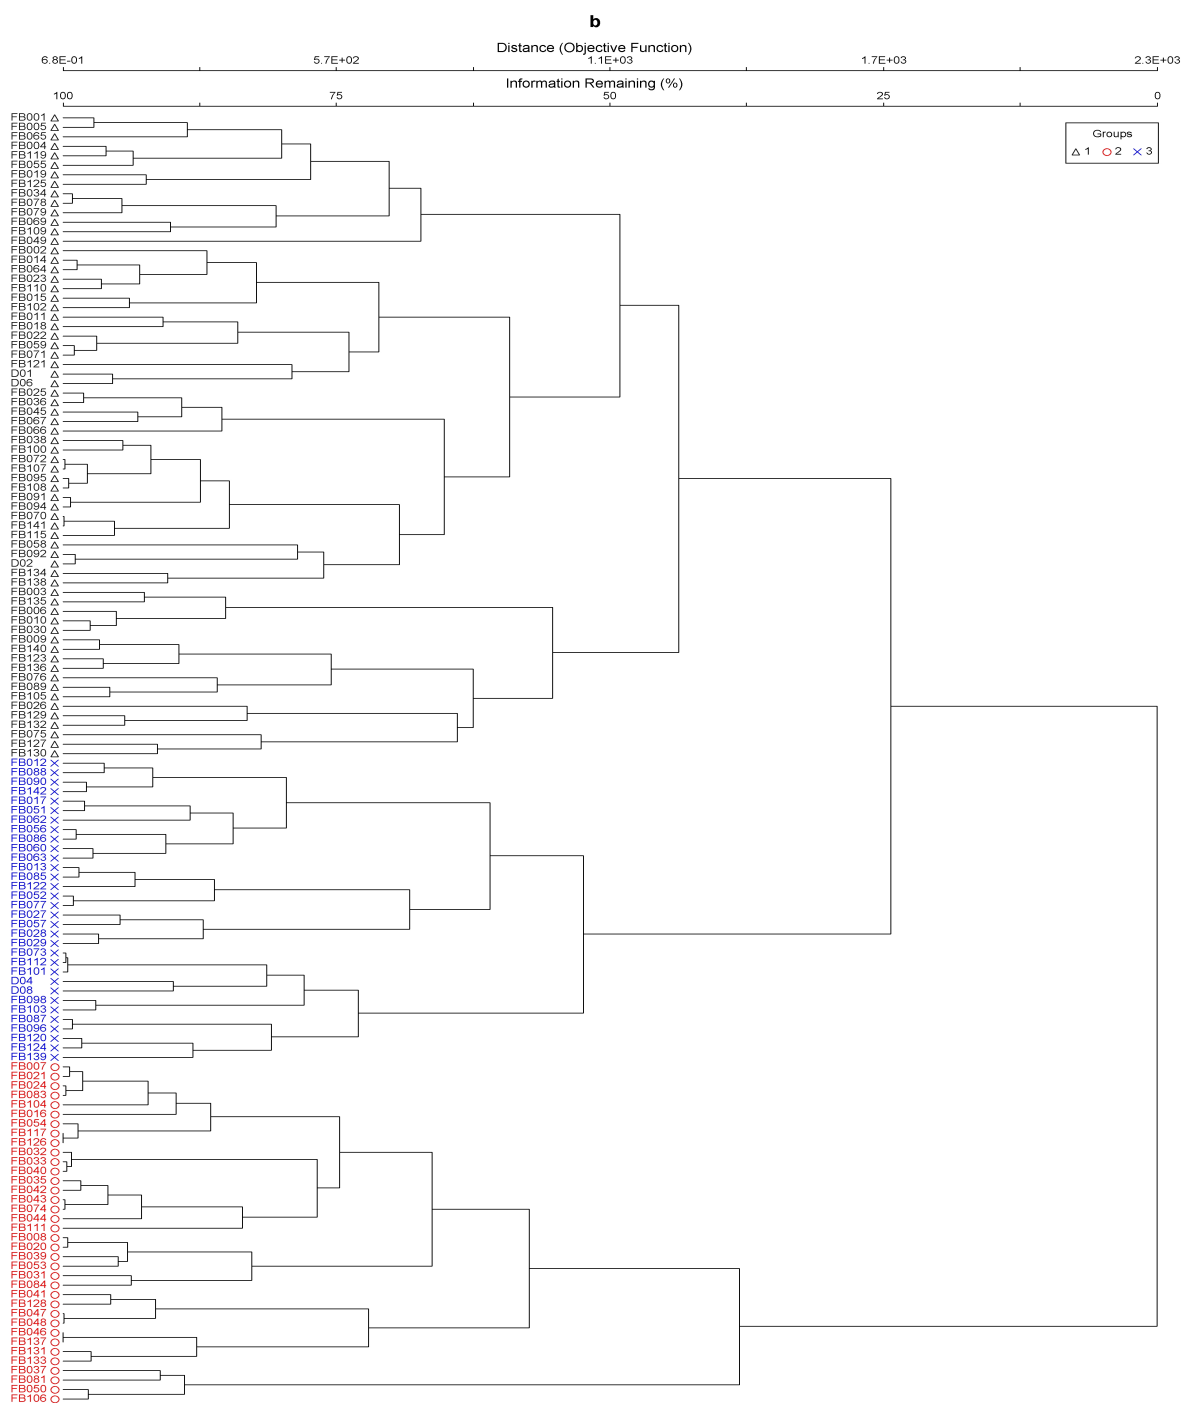 b
Distance (Objective Function)
6.8E-01 5.7E+02 1.1E+03 1.7E+03 2.3E+03
Information Remaining (%)
100 75 50 25 0
Groups
1 2 3
FB001
FB005
FB065
FB004
FB119
FB055
FB019
FB125
FB034
FB078
FB079
FB069
FB109
FB049
FB002
FB014
FB064
FB023
FB110
FB015
FB102
FB011
FB018
FB022
FB059
FB071
FB121
D01
D06
FB025
FB036
FB045
FB067
FB066
FB038
FB100
FB072
FB107
FB095
FB108
FB091
FB094
FB070
FB141
FB115
FB058
FB092
D02
FB134
FB138
FB003
FB135
FB006
FB010
FB030
FB009
FB140
FB123
FB136
FB076
FB089
FB105
FB026
FB129
FB132
FB075
FB127
FB130
FB012
FB088
FB090
FB142
FB017
FB051
FB062
FB056
FB086
FB060
FB063
FB013
FB085
FB122
FB052
FB077
FB027
FB057
FB028
FB029
FB073
FB112
FB101
D04
D08
FB098
FB103
FB087
FB096
FB120
FB124
FB139
FB007
FB021
FB024
FB083
FB104
FB016
FB054
FB117
FB126
FB032
FB033
FB040
FB035
FB042
FB043
FB074
FB044
FB111
FB008
FB020
FB039
FB053
FB031
FB084
FB041
FB128
FB047
FB048
FB046
FB137
FB131
FB133
FB037
FB081
FB050
FB106